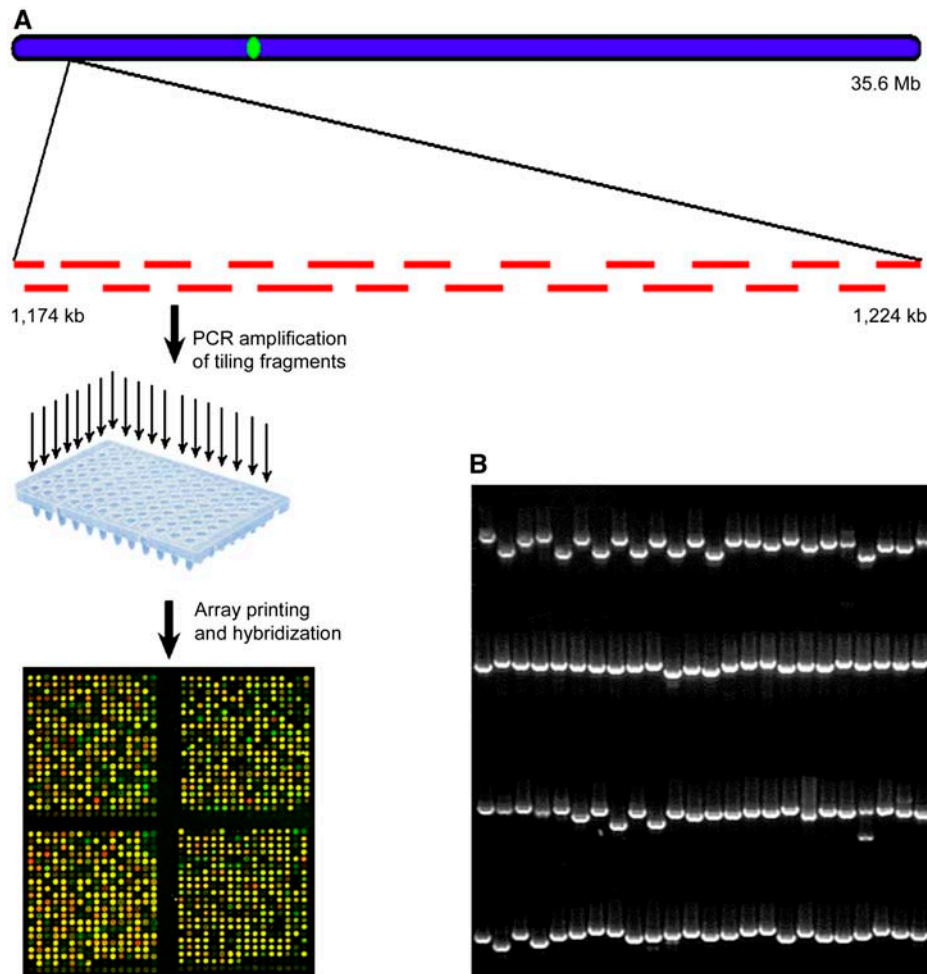 A
35.6 Mb
1,174 kb
1,224 kb
PCR amplification
of tiling fragments
B
Array printing
and hybridization